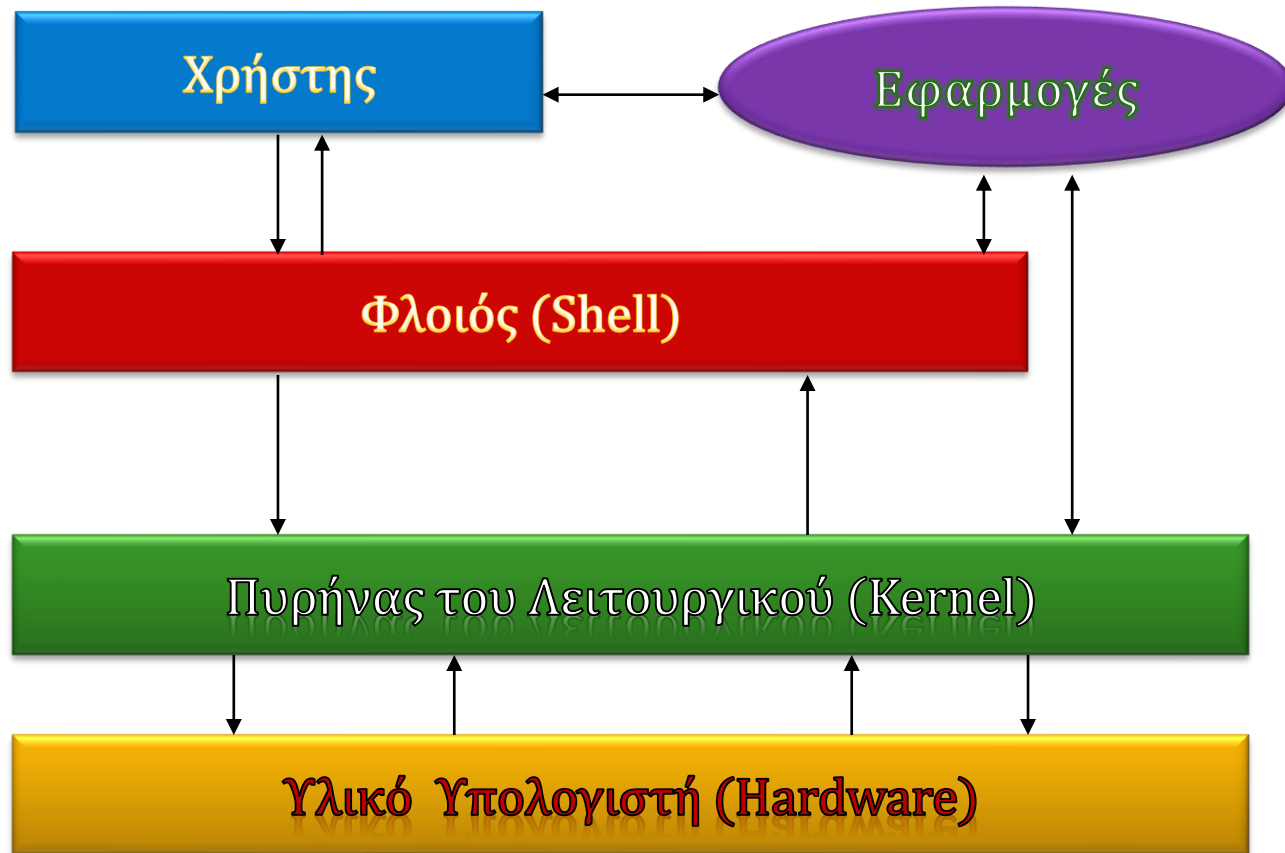 Χρήστης
Εφαρμογές
Φλοιός (Shell)
Πυρήνας του Λειτουργικού (Kernel)
Υλικό Υπολογιστή (Hardware)